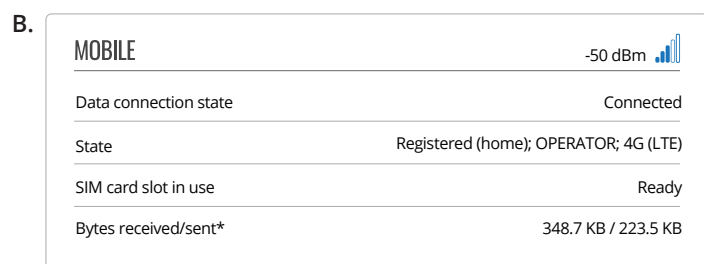 B.
MOBILE -50 dBm
Data connection state Connected
State Registered (home); OPERATOR; 4G (LTE)
SIM card slot in use Ready
Bytes received/sent* 348.7 KB / 223.5 KB